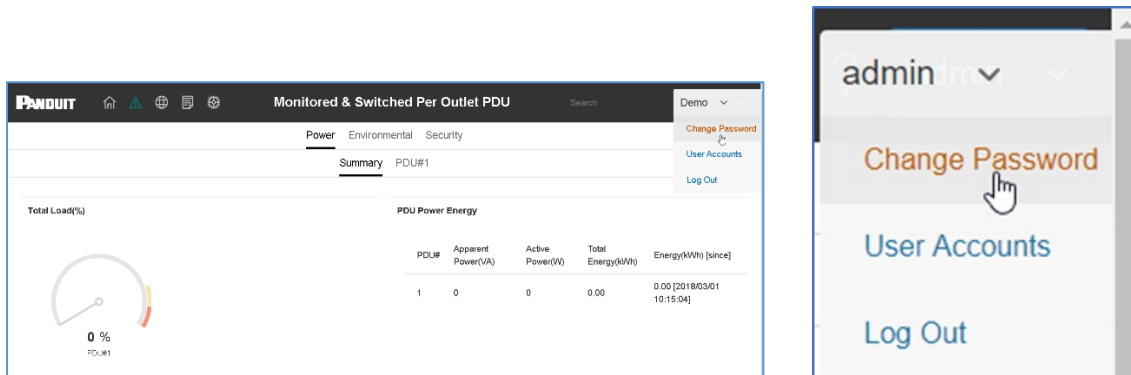 PANDUIT Monitored & Switched Per Outlet PDU Search Demo
Power Environmental Security
Summary PDU#1
Change Password
User Accounts
Log Out
Total Load(%)
0 %
PDU#1
PDU Power Energy
PDU# Apparent Power(VA) Active Power(W) Total Energy(kWh) Energy(kWh) [since]
1 0 0 0.00 0.00 [2018/03/01 10:15:04]
admin
Change Password
User Accounts
Log Out